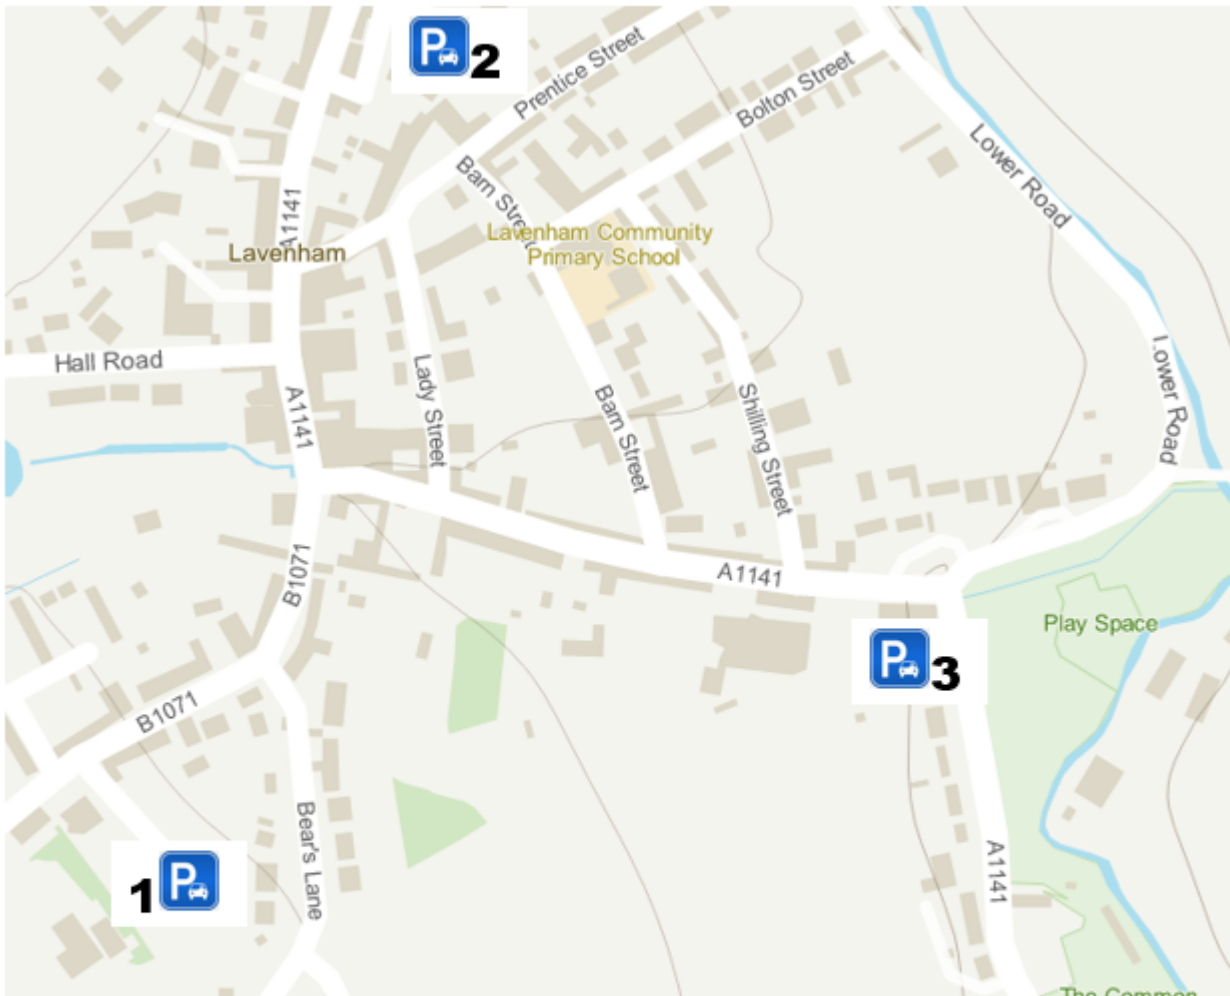 P 2
Prentice Street
Bolton Street
Lower Road
Barn Street
A1141
Lavenham Community
Primary School
Lavenham
Hall Road
Lady Street
A1141
Barn Street
Shilling Street
Lower Road
B1071
A1141
Play Space
P 3
B1071
Bear's Lane
1 P
A1141
The Common